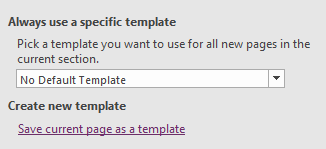 Always use a specific template
Pick a template you want to use for all new pages in the
current section.
No Default Template
Create new template
Save current page as a template